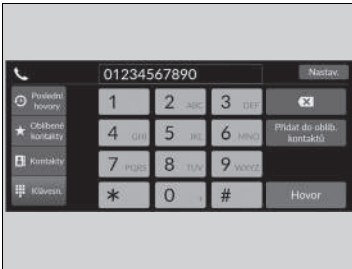 01234567890
Nastav.
Poslední
hovory
1
2 ABC
3 DEF
Oblíbené
kontakty
4 GHI
5 JKL
6 MNO
Přidat do oblíb.
kontaktů
Kontakty
7 PQRS
8 TUV
9 WXYZ
Klávesn.
*
0 +
#
Hovor